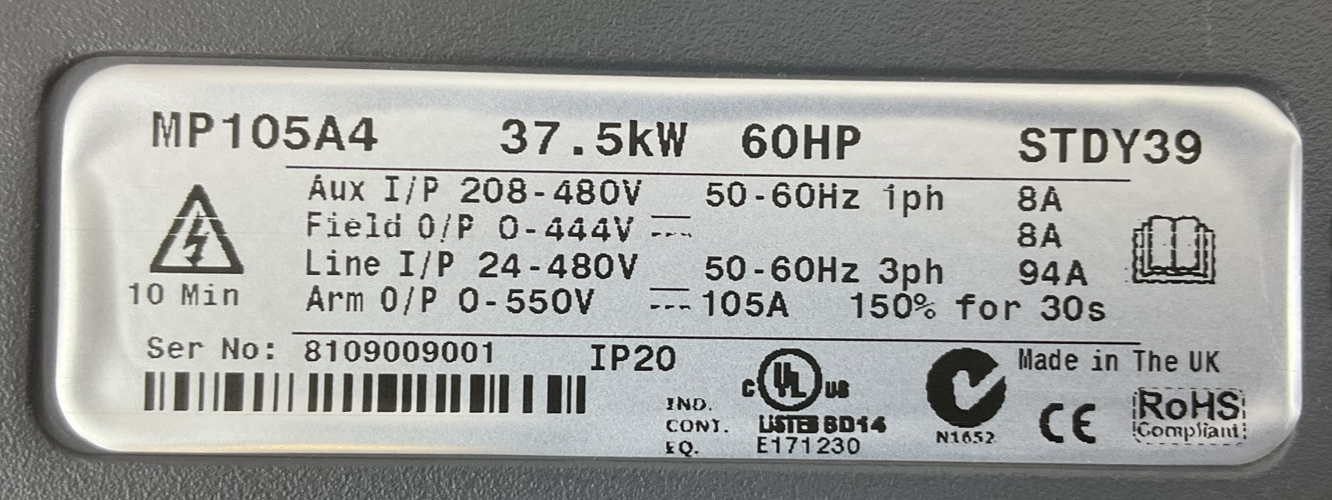 MP105A4 37.5kW 60HP STDY39
Aux I/P 208-480V 50-60Hz 1ph 8A
Field O/P 0-444V 8A
Line I/P 24-480V 50-60Hz 3ph 94A
Arm O/P 0-550V 105A 150% for 30s
10 Min
Ser No: 8109009001 IP20
Made in The UK
C UL US
IND.
CONT.
EQ.
LISTED 8D14
E171230
N1652
CE
RoHS
Compliant